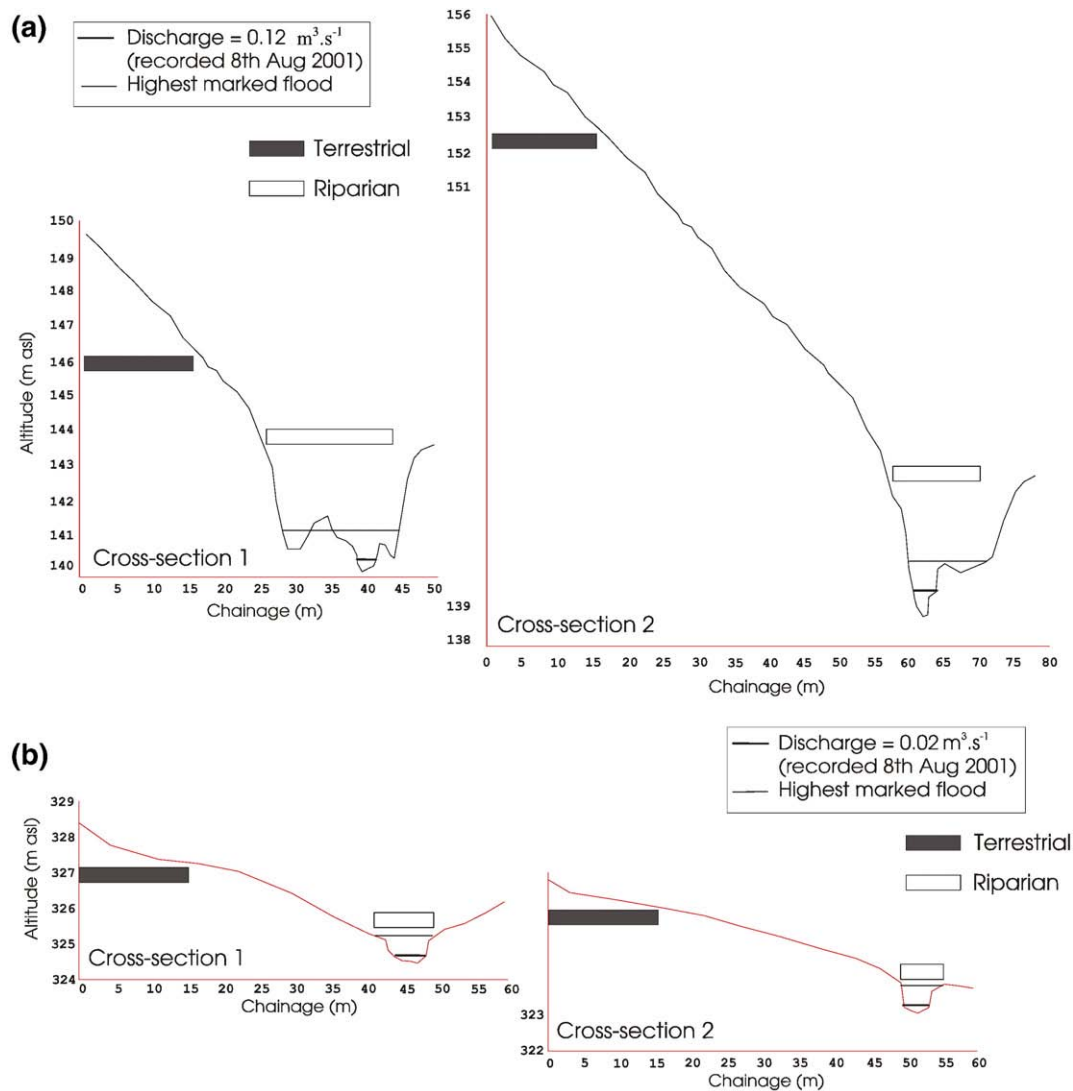 (a)
Discharge = 0.12 m³.s⁻¹
(recorded 8th Aug 2001)
Highest marked flood
Terrestrial
Riparian
150
149
148
147
146
145
144
143
142
141
140
Altitude (m asl)
Cross-section 1
0 5 10 15 20 25 30 35 40 45 50
Chainage (m)
156
155
154
153
152
151
139
138
Cross-section 2
0 5 10 15 20 25 30 35 40 45 50 55 60 65 70 75 80
Chainage (m)
(b)
Discharge = 0.02 m³.s⁻¹
(recorded 8th Aug 2001)
Highest marked flood
Terrestrial
Riparian
329
328
327
326
325
324
Altitude (m asl)
Cross-section 1
0 5 10 15 20 25 30 35 40 45 50 60
Chainage (m)
323
322
Cross-section 2
0 5 10 15 20 25 30 35 40 45 50 55 60
Chainage (m)